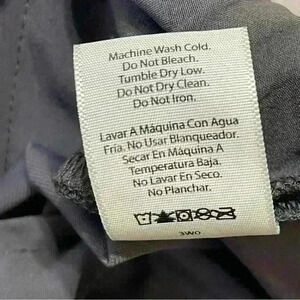 Machine Wash Cold.
Do Not Bleach.
Tumble Dry Low.
Do Not Dry Clean.
Do Not Iron.
Lavar A Máquina Con Agua
Fría. No Usar Blanqueador.
Secar En Máquina A
Temperatura Baja.
No Lavar En Seco.
No Planchar.
3WO